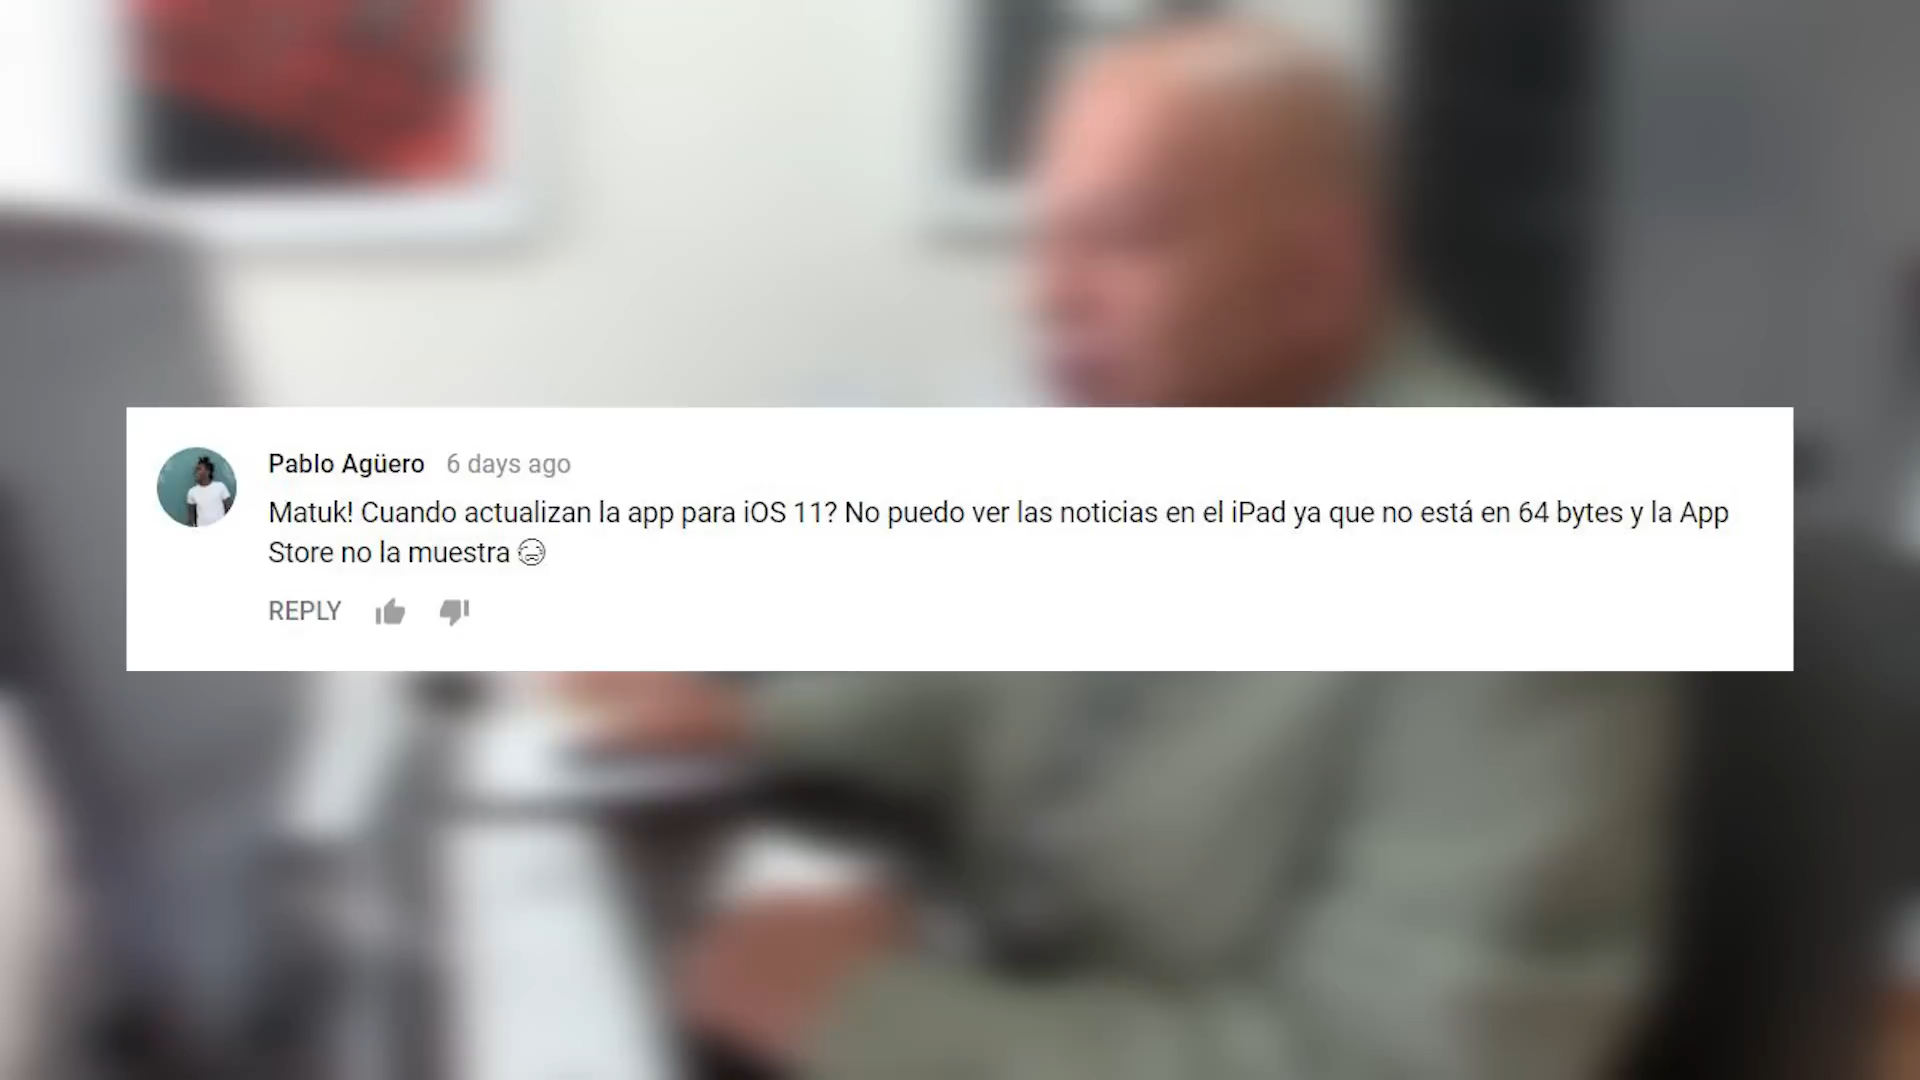 Pablo Agüero 6 days ago
Matuk! Cuando actualizan la app para iOS 11? No puedo ver las noticias en el iPad ya que no está en 64 bytes y la App
Store no la muestra 😭
REPLY